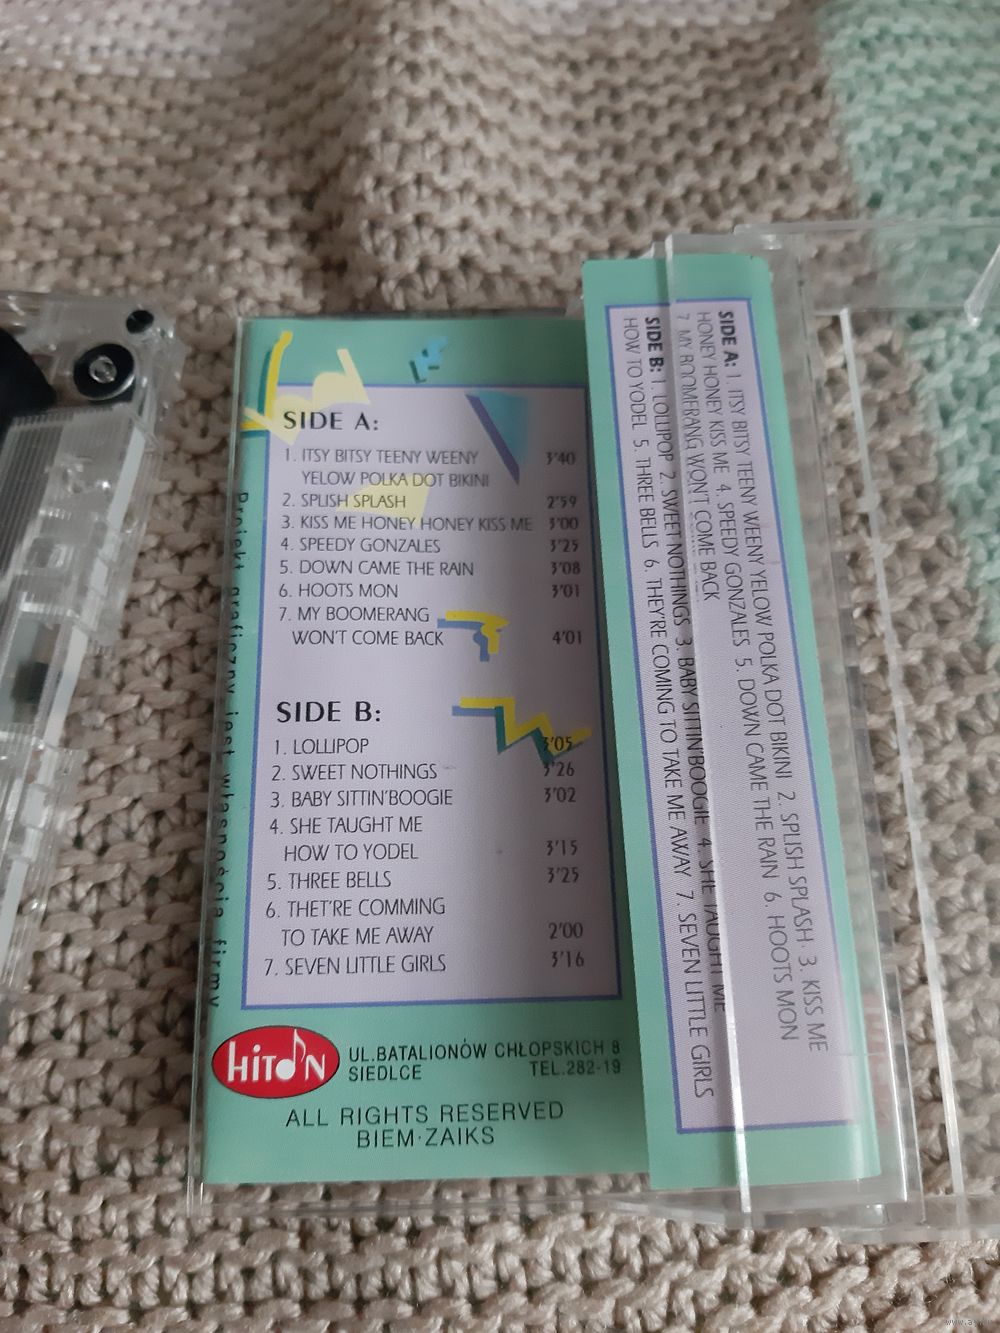 SIDE A:
1. ITSY BITSY TEENY WEENY 3'40
YELOW POLKA DOT BIKINI
2. SPLISH SPLASH 2'59
3. KISS ME HONEY HONEY KISS ME 3'00
4. SPEEDY GONZALES 3'25
5. DOWN CAME THE RAIN 3'08
6. HOOTS MON 3'01
7. MY BOOMERANG
WON'T COME BACK 4'01
SIDE B:
1. LOLLIPOP 3'05
2. SWEET NOTHINGS 3'26
3. BABY SITTIN'BOOGIE 3'02
4. SHE TAUGHT ME
HOW TO YODEL 3'15
5. THREE BELLS 3'25
6. THET'RE COMMING
TO TAKE ME AWAY 2'00
7. SEVEN LITTLE GIRLS 3'16
hiton
UL.BATALIONÓW CHŁOPSKICH 8
SIEDLCE TEL.282-19
ALL RIGHTS RESERVED
BIEM·ZAIKS
Projekt graficzny jest własnością firmy
SIDE A: 1. ITSY BITSY TEENY WEENY YELOW POLKA DOT BIKINI 2. SPLISH SPLASH 3. KISS ME
HONEY HONEY KISS ME 4. SPEEDY GONZALES 5. DOWN CAME THE RAIN 6. HOOTS MON
7 MY BOOMERANG WON'T COME BACK
SIDE B: 1. LOLLIPOP 2. SWEET NOTHINGS 3. BABY SITTIN'BOOGIE 4. SHE TAUGHT ME
HOW TO YODEL 5. THREE BELLS 6. THEY'RE COMING TO TAKE ME AWAY 7. SEVEN LITTLE GIRLS